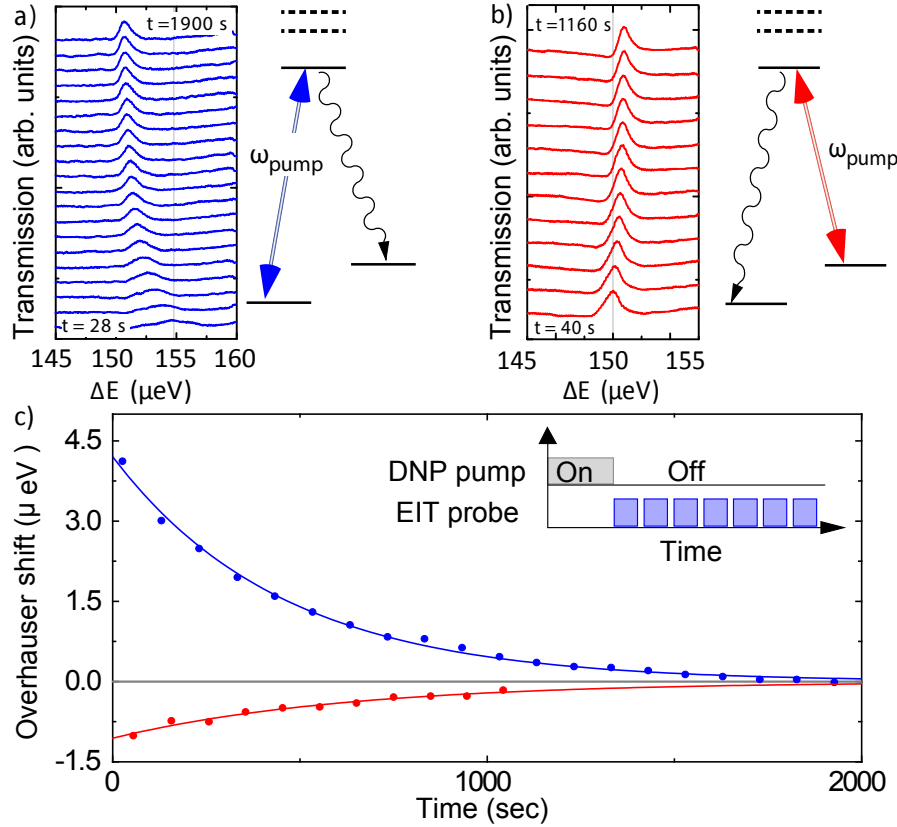 a)
Transmission (arb. units)
t =1900 s
t = 28 s
145 150 155 160
ΔE (μeV)
ωpump
b)
Transmission (arb. units)
t =1160 s
t = 40 s
145 150 155
ΔE (μeV)
ωpump
c)
Overhauser shift (μ eV )
4.5
3.0
1.5
0.0
-1.5
0 1000 2000
Time (sec)
DNP pump On Off
EIT probe
Time